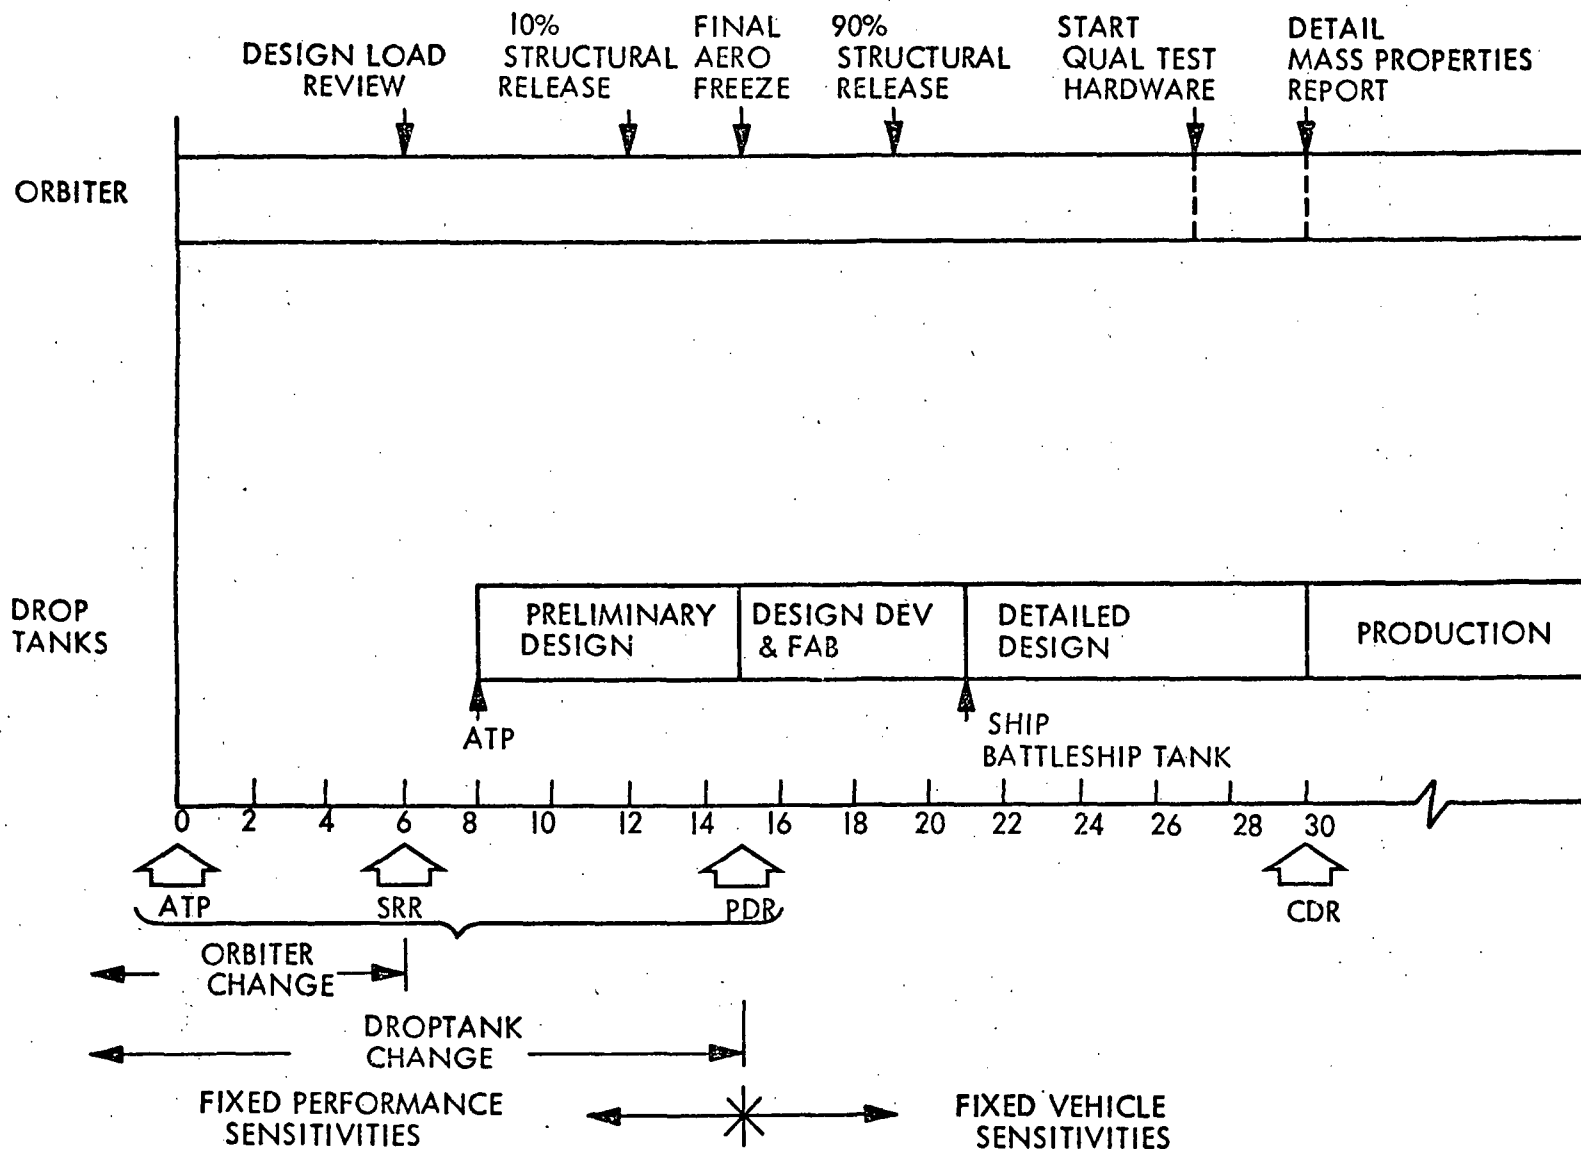 10%
STRUCTURAL
RELEASE
FINAL
AERO
FREEZE
90%
STRUCTURAL
RELEASE
START
QUAL TEST
HARDWARE
DETAIL
MASS PROPERTIES
REPORT
DESIGN LOAD
REVIEW
ORBITER
DROP
TANKS
PRELIMINARY
DESIGN
DESIGN DEV
& FAB
DETAILED
DESIGN
PRODUCTION
ATP
SHIP
BATTLESHIP TANK
0 2 4 6 8 10 12 14 16 18 20 22 24 26 28 30
ATP SRR PDR CDR
ORBITER
CHANGE
DROPTANK
CHANGE
FIXED PERFORMANCE
SENSITIVITIES
FIXED VEHICLE
SENSITIVITIES